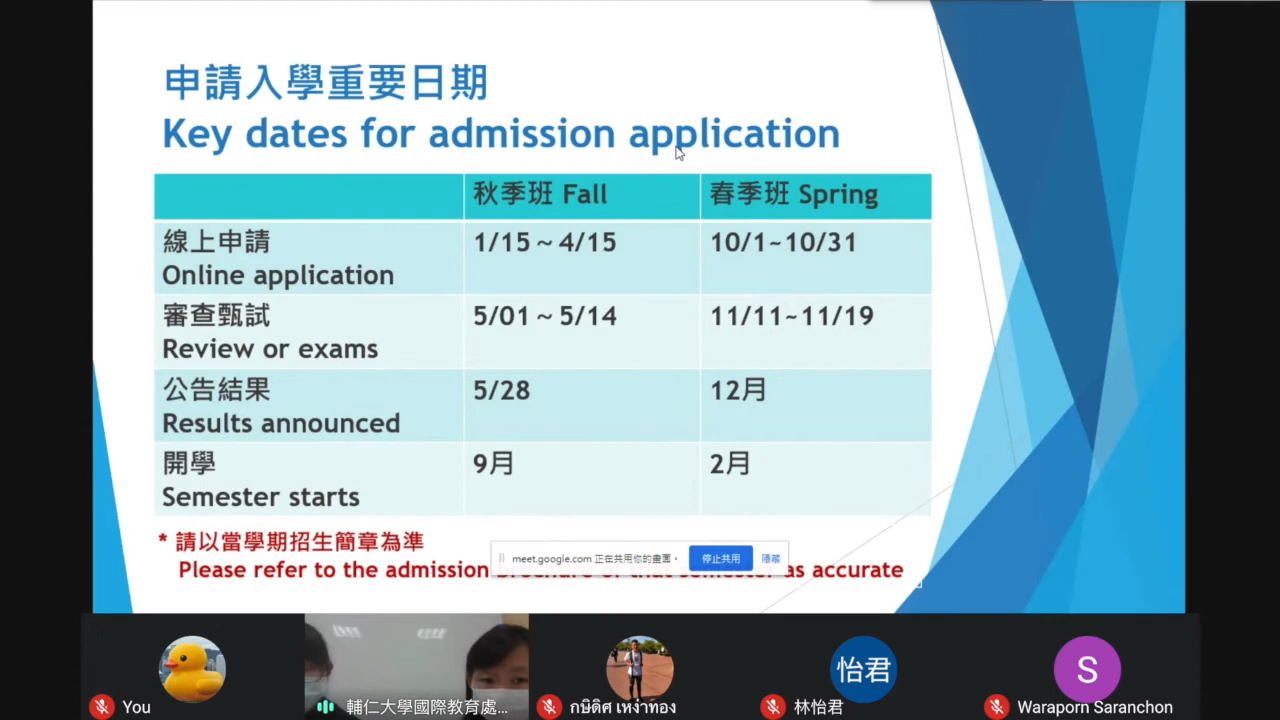 申請入學重要日期
Key dates for admission application
秋季班 Fall
春季班 Spring
線上申請
Online application
1/15～4/15
10/1~10/31
審查甄試
Review or exams
5/01～5/14
11/11~11/19
公告結果
Results announced
5/28
12月
開學
Semester starts
9月
2月
* 請以當學期招生簡章為準
Please refer to the admission brochure of that semester as accurate
meet.google.com 正在共用你的畫面。
停止共用
隱藏
怡君
S
You
輔仁大學國際教育處...
กษิดิศ เหง่าทอง
林怡君
Waraporn Saranchon